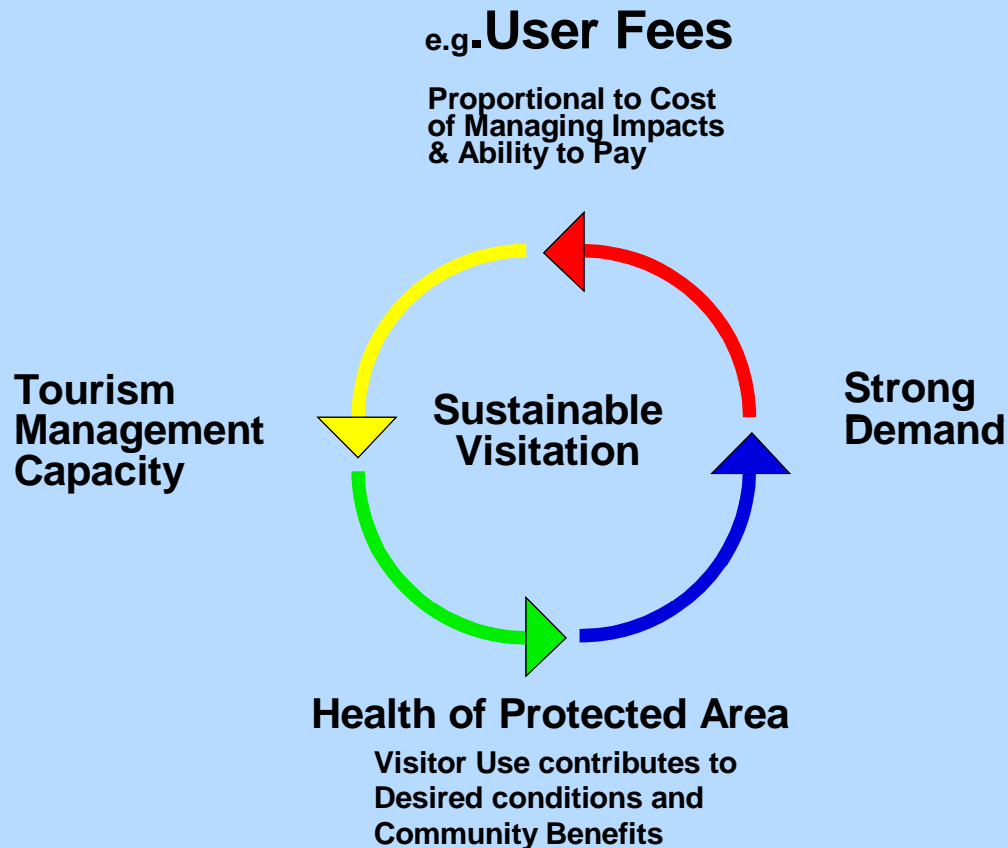 e.g.User Fees
Proportional to Cost
of Managing Impacts
& Ability to Pay
Tourism
Management
Capacity
Sustainable
Visitation
Strong
Demand
Health of Protected Area
Visitor Use contributes to
Desired conditions and
Community Benefits